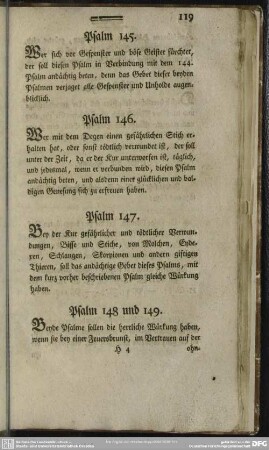 119
Psalm 145.
Wer sich vor Gespenster und böse Geister fürchtet,
der soll diesen Psalm in Verbindung mit dem 144.
Psalm andächtig beten, denn das Gebet dieser beyden
Psalmen verjaget alle Gespenster und Unholde augen-
blicklich.
Psalm 146.
Wer mit dem Degen einen gefährlichen Stich er-
halten hat, oder sonst tödtlich verwundet ist, der soll
unter der Zeit, da er der Kur unterworfen ist, täglich,
und jedesmal, wenn er verbunden wird, diesen Psalm
andächtig beten, und alsdenn einer glücklichen und bal-
digen Genesung sich zu erfreuen haben.
Psalm 147.
Bey der Kur gefährlicher und tödtlicher Verwun-
dungen, Bisse und Stiche, von Molchen, Eyde-
xen, Schlangen, Skorpionen und andern giftigen
Thieren, soll das andächtige Gebet dieses Psalms, mit
dem kurz vorher beschriebenen Psalm gleiche Würkung
haben.
Psalm 148 und 149.
Beyde Psalme sollen die herrliche Würkung haben,
wenn sie bey einer Feuersbrunst, im Vertrauen auf der
H 4 ohn-